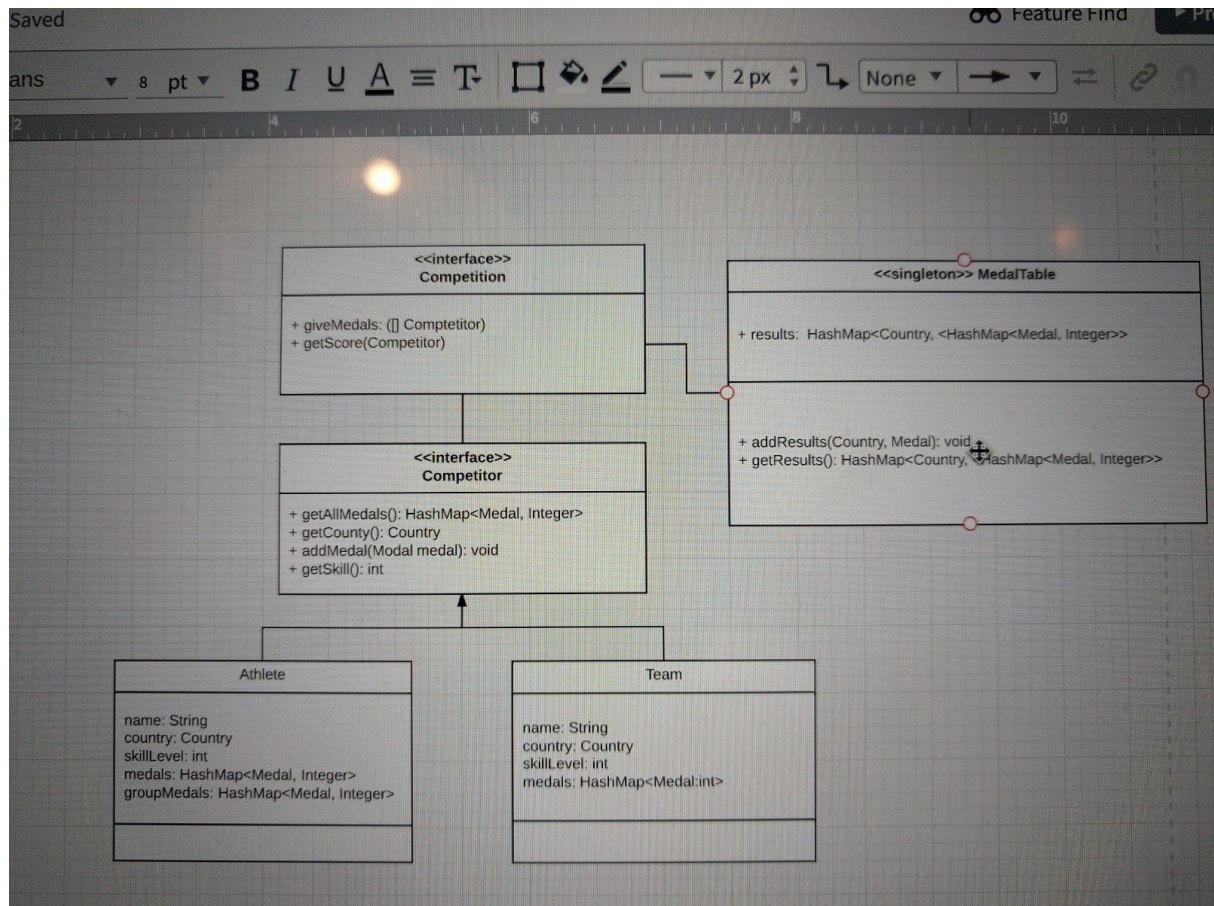 Saved
Feature Find
ans 8 pt B I U A T 2 px None
2 4 6 8 10
<<interface>>
Competition
+ giveMedals: ([] Comptetitor)
+ getScore(Competitor)
<<singleton>> MedalTable
+ results: HashMap<Country, <HashMap<Medal, Integer>>
+ addResults(Country, Medal): void
+ getResults(): HashMap<Country, <HashMap<Medal, Integer>>
<<interface>>
Competitor
+ getAllMedals(): HashMap<Medal, Integer>
+ getCounty(): Country
+ addMedal(Modal medal): void
+ getSkill(): int
Athlete
name: String
country: Country
skillLevel: int
medals: HashMap<Medal, Integer>
groupMedals: HashMap<Medal, Integer>
Team
name: String
country: Country
skillLevel: int
medals: HashMap<Medal:int>